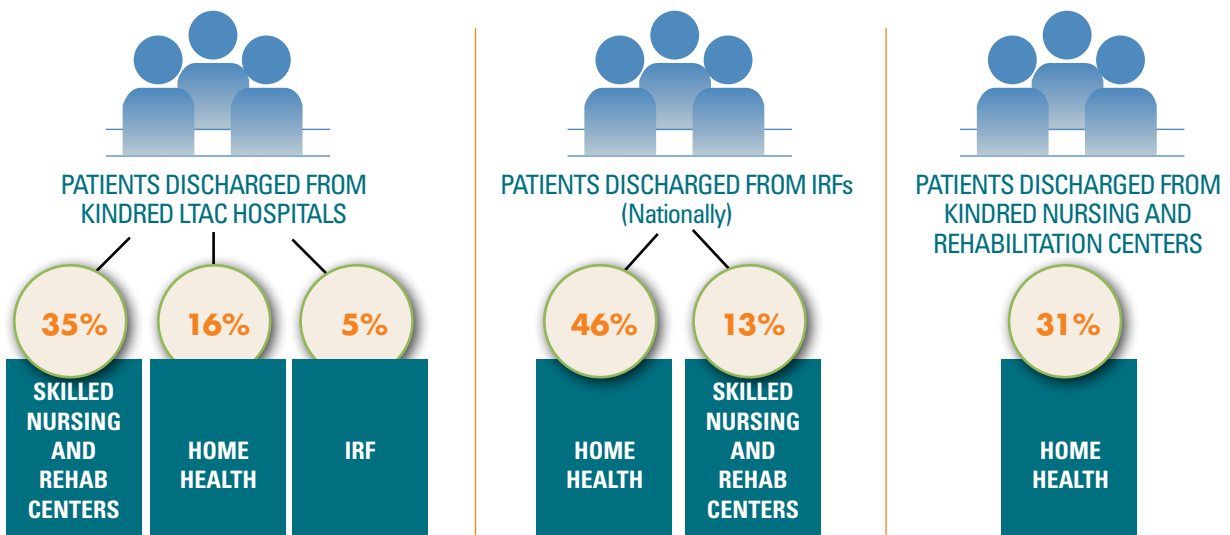 PATIENTS DISCHARGED FROM
KINDRED LTAC HOSPITALS
35%
SKILLED
NURSING
AND
REHAB
CENTERS
16%
HOME
HEALTH
5%
IRF
PATIENTS DISCHARGED FROM IRFs
(Nationally)
46%
HOME
HEALTH
13%
SKILLED
NURSING
AND
REHAB
CENTERS
PATIENTS DISCHARGED FROM
KINDRED NURSING AND
REHABILITATION CENTERS
31%
HOME
HEALTH